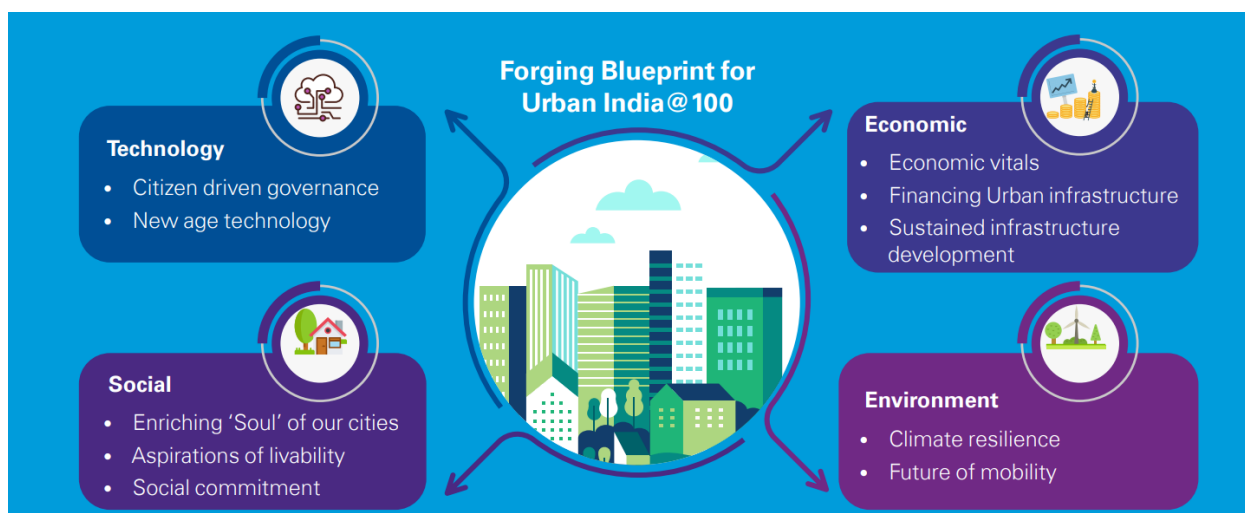 Forging Blueprint for
Urban India@100
Technology
• Citizen driven governance
• New age technology
Economic
• Economic vitals
• Financing Urban infrastructure
• Sustained infrastructure
development
Social
• Enriching ‘Soul’ of our cities
• Aspirations of livability
• Social commitment
Environment
• Climate resilience
• Future of mobility